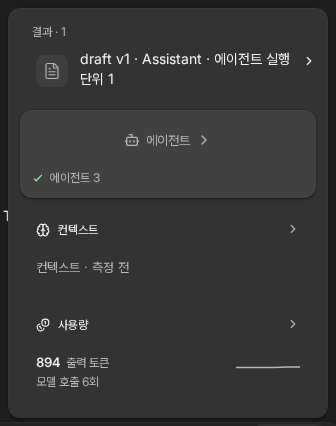 결과 · 1
draft v1 · Assistant · 에이전트 실행
단위 1
에이전트
에이전트 3
컨텍스트
컨텍스트 · 측정 전
사용량
894 출력 토큰
모델 호출 6회